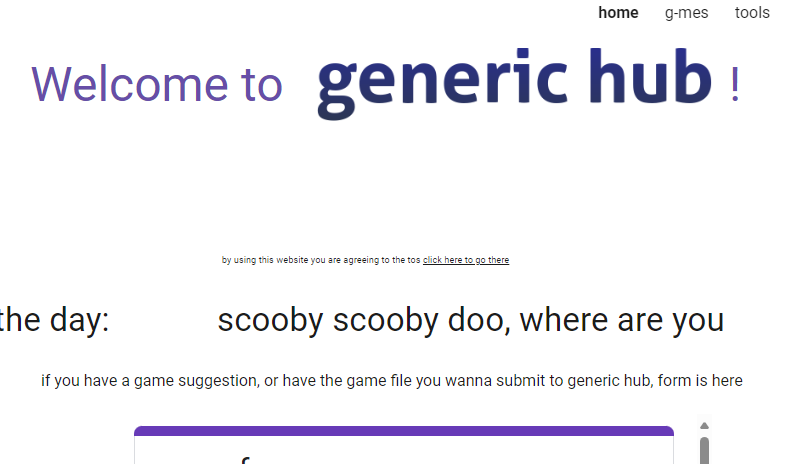 home g-mes tools
Welcome to generic hub !
by using this website you are agreeing to the tos click here to go there
the day: scooby scooby doo, where are you
if you have a game suggestion, or have the game file you wanna submit to generic hub, form is here